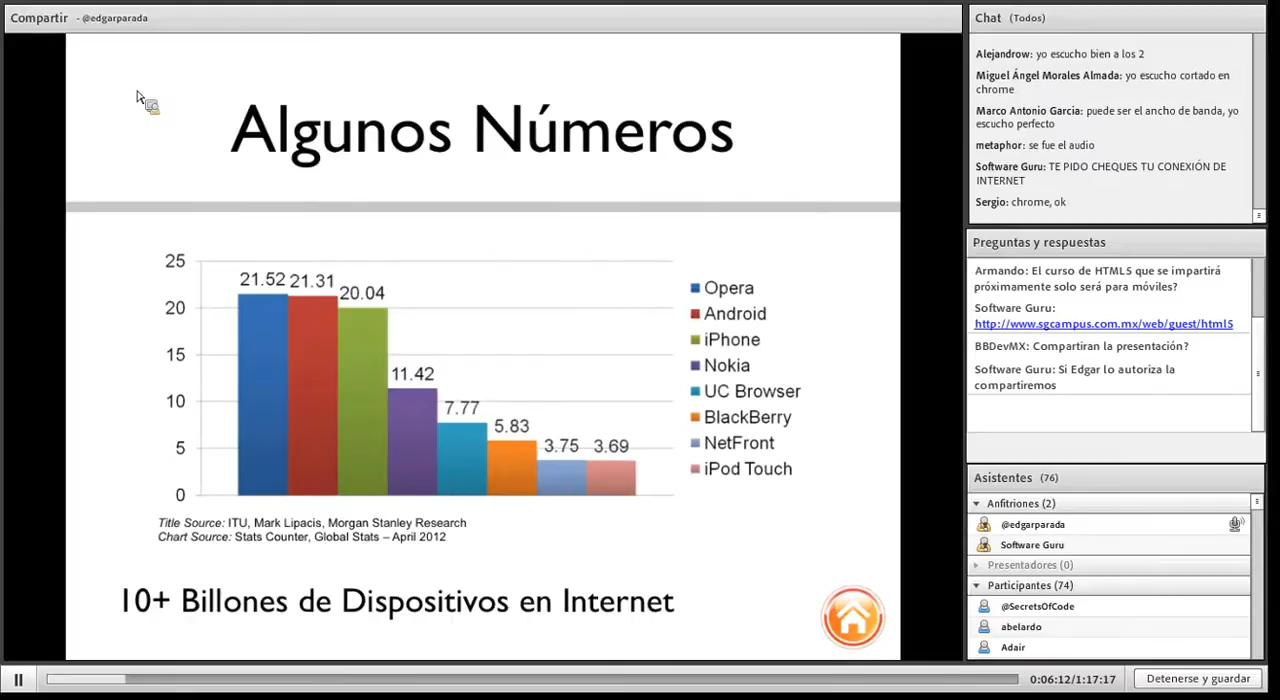 Compartir - @edgarparada
Algunos Números
25
20
15
10
5
0
21.52
21.31
20.04
11.42
7.77
5.83
3.75
3.69
Opera
Android
iPhone
Nokia
UC Browser
BlackBerry
NetFront
iPod Touch
Title Source: ITU, Mark Lipacis, Morgan Stanley Research
Chart Source: Stats Counter, Global Stats – April 2012
10+ Billones de Dispositivos en Internet
Chat (Todos)
Alejandrow: yo escucho bien a los 2
Miguel Ángel Morales Almada: yo escucho cortado en
chrome
Marco Antonio Garcia: puede ser el ancho de banda, yo
escucho perfecto
metaphor: se fue el audio
Software Guru: TE PIDO CHEQUES TU CONEXIÓN DE
INTERNET
Sergio: chrome, ok
Preguntas y respuestas
Armando: El curso de HTML5 que se impartirá
próximamente solo será para móviles?
Software Guru:
http://www.sgcampus.com.mx/web/guest/html5
BBDevMX: Compartiran la presentación?
Software Guru: Si Edgar lo autoriza la
compartiremos
Asistentes (76)
Anfitriones (2)
@edgarparada
Software Guru
Presentadores (0)
Participantes (74)
@SecretsOfCode
abelardo
Adair
0:06:12/1:17:17
Detenerse y guardar